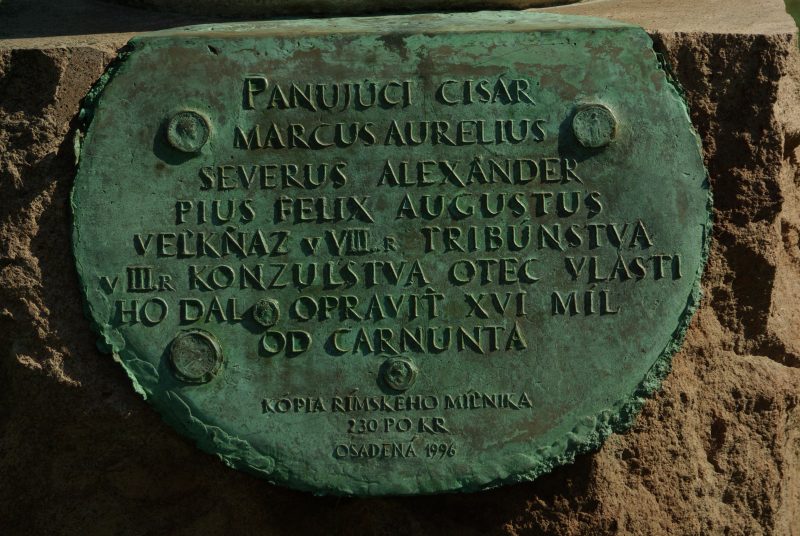 PANUJÚCI CISÁR
MARCUS AURELIUS
SEVERUS ALEXANDER
PIUS FELIX AUGUSTUS
VEĽKŇAZ V VIII. R TRIBÚNSTVA
V III. R KONZULSTVA OTEC VLASTI
HO DAL OPRAVIŤ XVI MÍL
OD CARNUNTA
KÓPIA RÍMSKEHO MÍĽNIKA
230 PO KR
OSADENÁ 1996